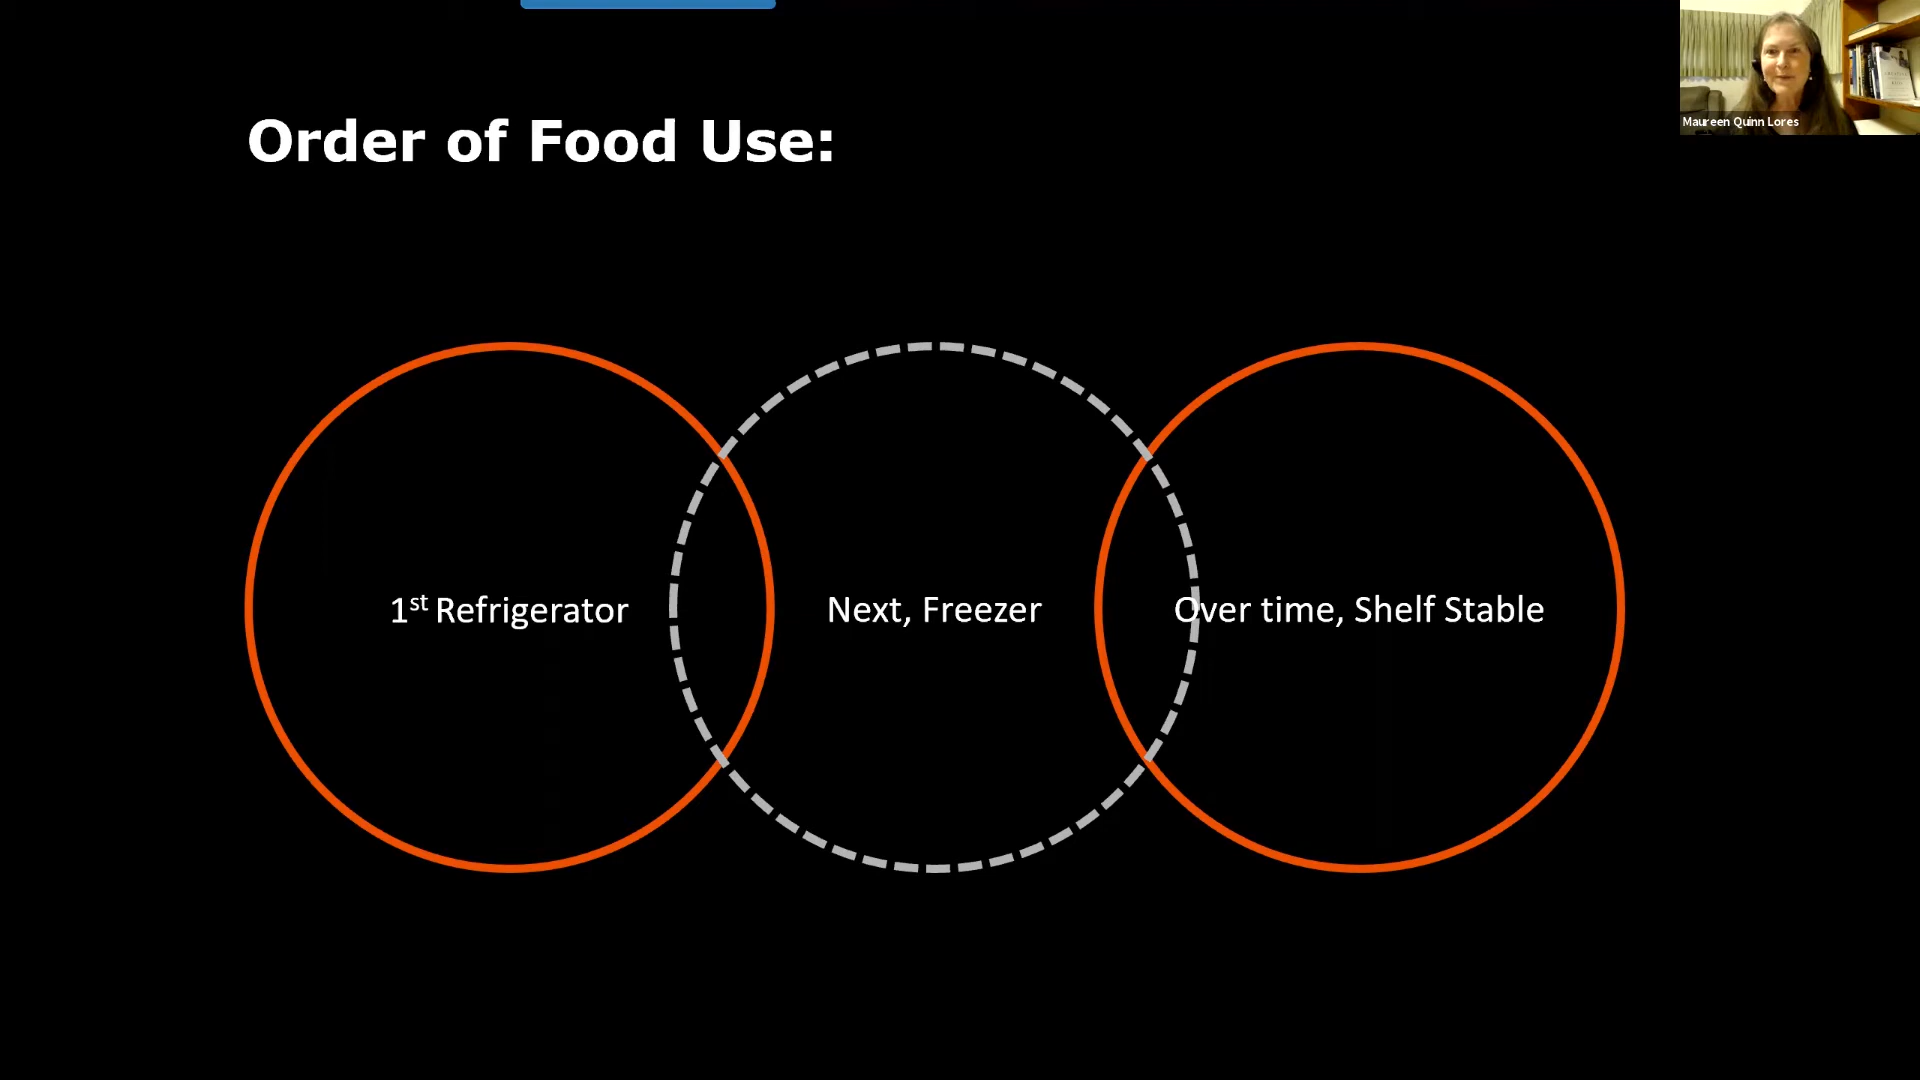 Maureen Quinn Lores
Order of Food Use:
1st Refrigerator
Next, Freezer
Over time, Shelf Stable